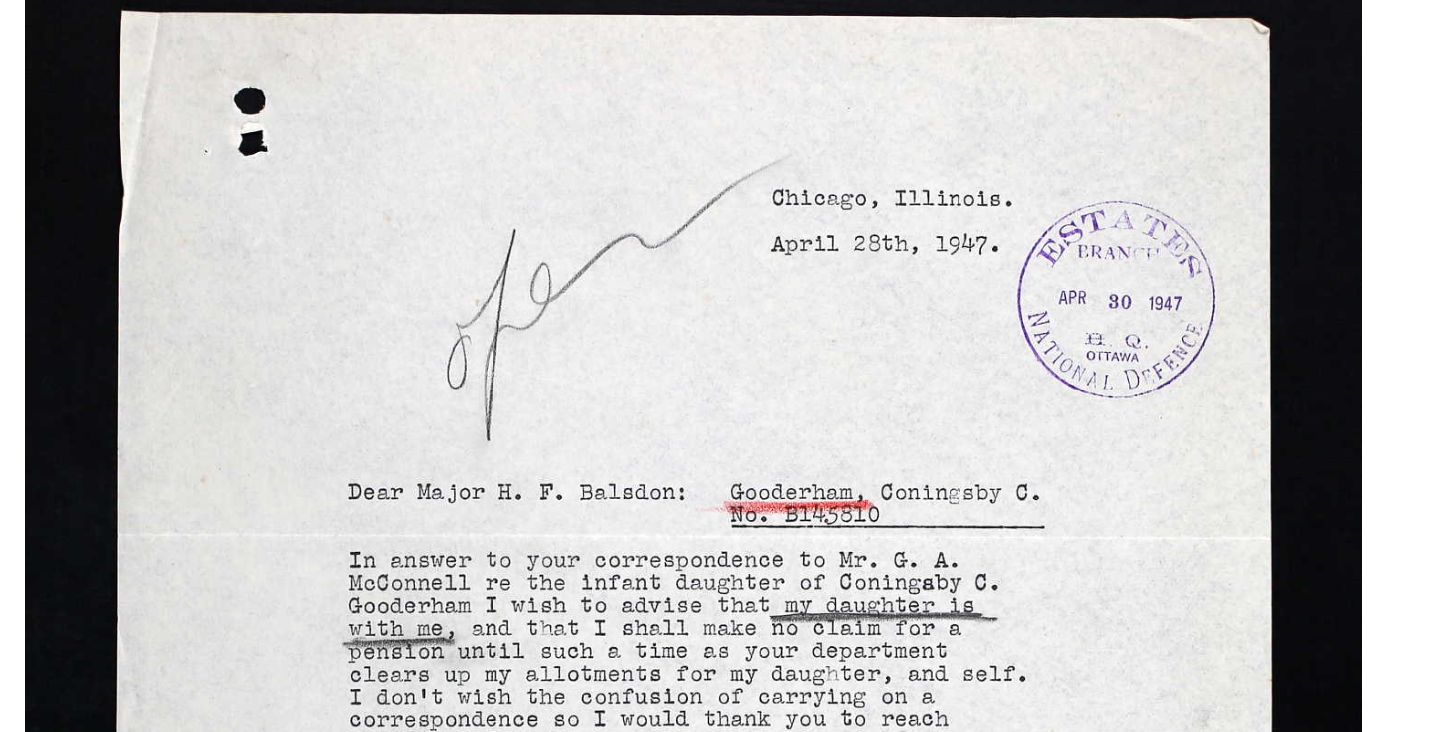 Chicago, Illinois.
April 28th, 1947.
ESTATES
BRANCH
APR 30 1947
H. Q.
OTTAWA
NATIONAL DEFENCE
Dear Major H. F. Balsdon: Gooderham, Coningsby C.
No. B145810
In answer to your correspondence to Mr. G. A.
McConnell re the infant daughter of Coningsby C.
Gooderham I wish to advise that my daughter is
with me, and that I shall make no claim for a
pension until such a time as your department
clears up my allotments for my daughter, and self.
I don't wish the confusion of carrying on a
correspondence so I would thank you to reach